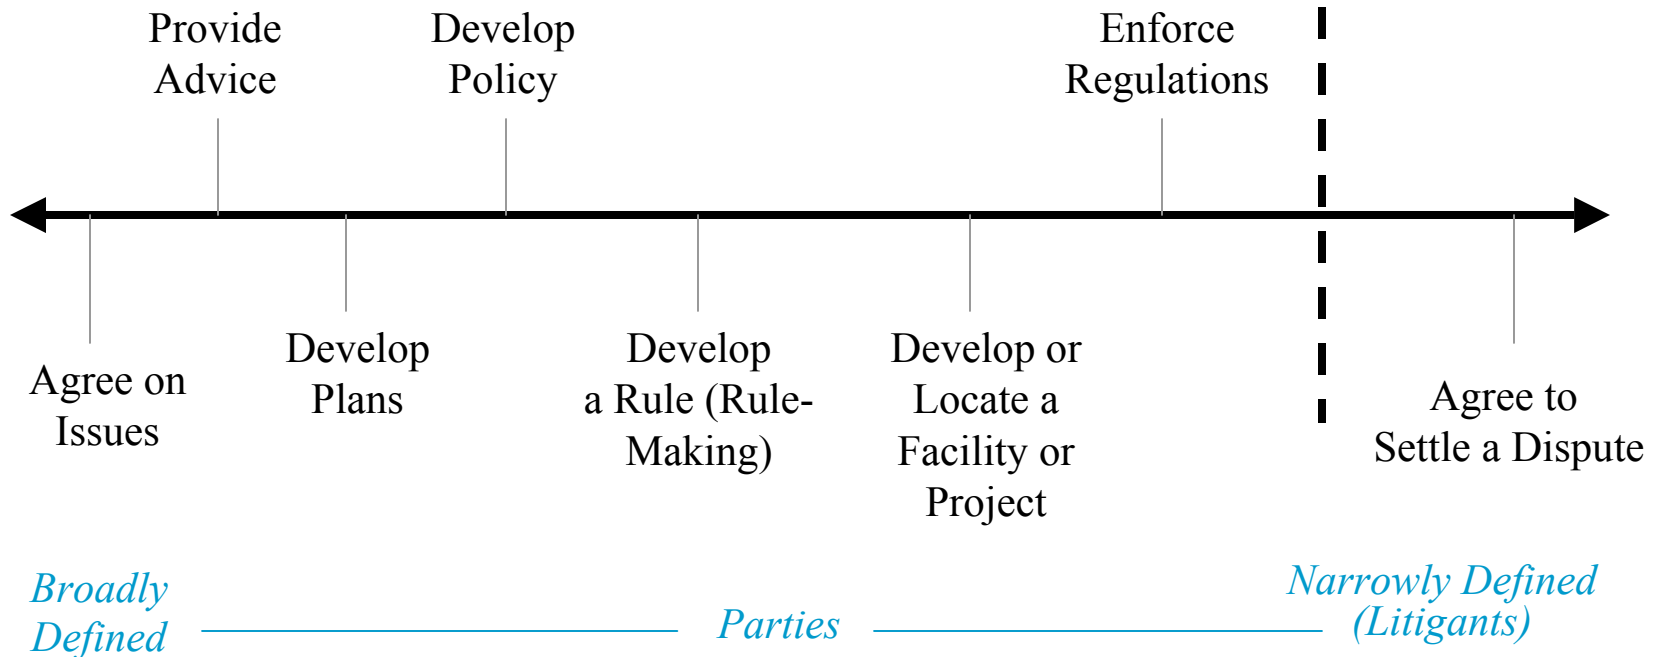 Provide
Advice
Develop
Policy
Enforce
Regulations
Agree on
Issues
Develop
Plans
Develop
a Rule (Rule-
Making)
Develop or
Locate a
Facility or
Project
Agree to
Settle a Dispute
Broadly
Defined
Parties
Narrowly Defined
(Litigants)